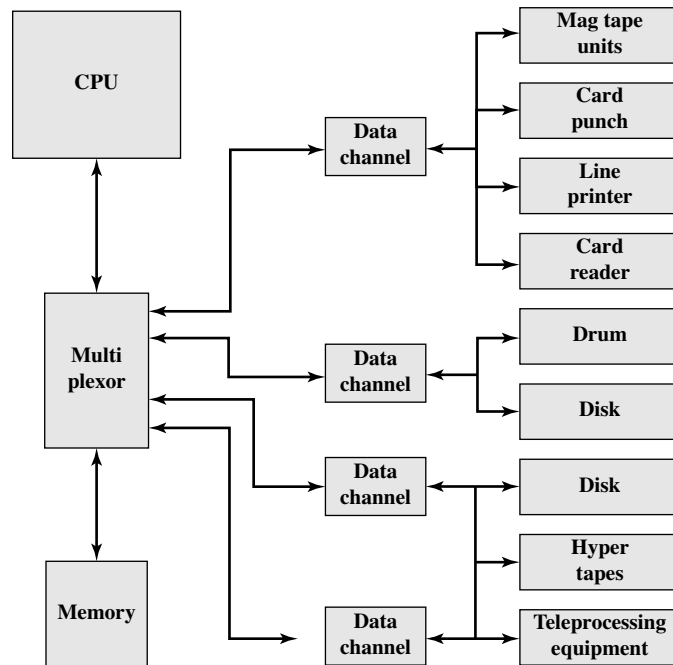 CPU
Multi
plexor
Memory
Data
channel
Mag tape
units
Card
punch
Line
printer
Card
reader
Data
channel
Drum
Disk
Data
channel
Disk
Hyper
tapes
Data
channel
Teleprocessing
equipment